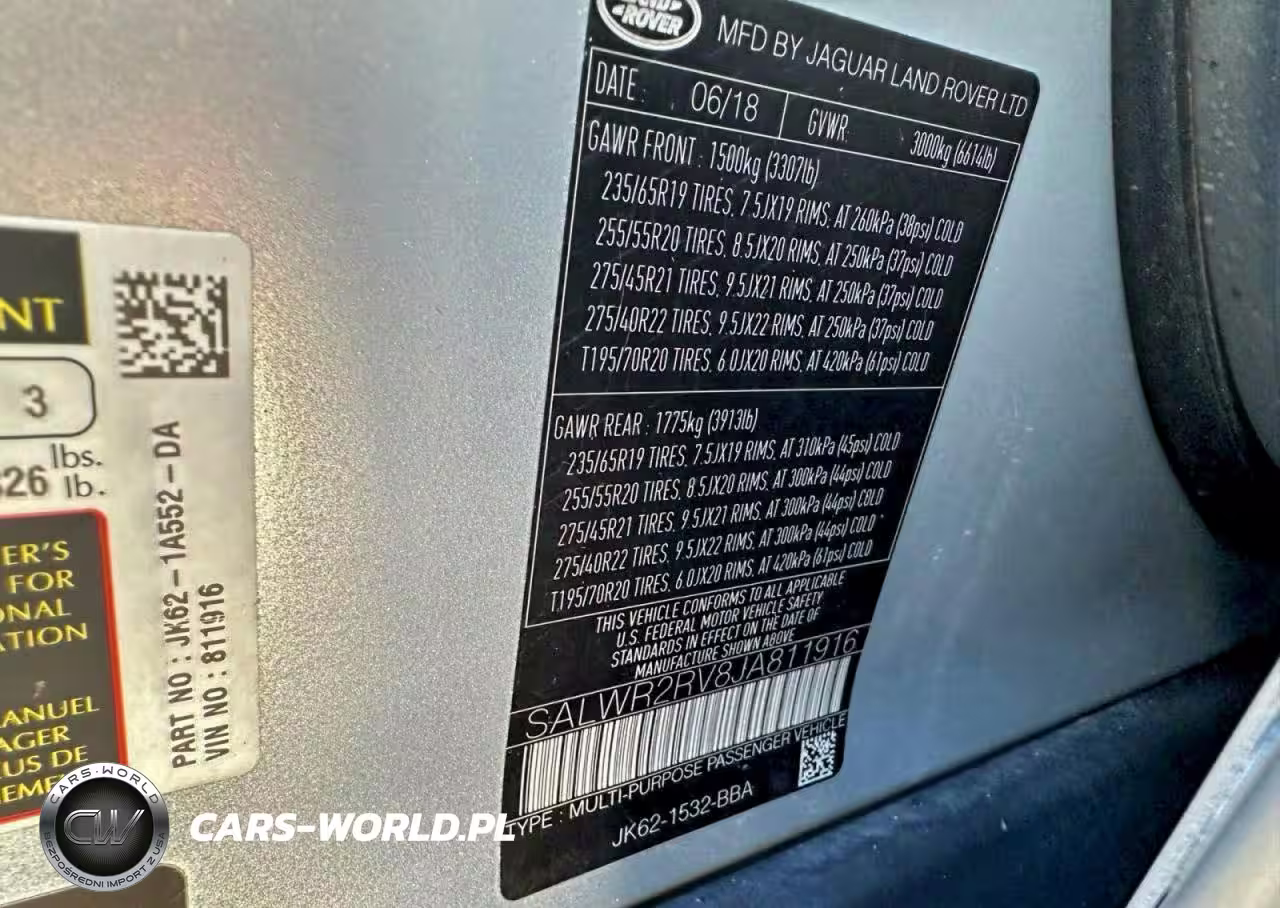 ROVER
MFD BY JAGUAR LAND ROVER LTD
DATE : 06/18 GVWR: 3000kg (6614lb)
GAWR FRONT : 1500kg (3307lb)
235/65R19 TIRES, 7.5JX19 RIMS, AT 260kPa (38psi) COLD
255/55R20 TIRES, 8.5JX20 RIMS, AT 250kPa (37psi) COLD
275/45R21 TIRES, 9.5JX21 RIMS, AT 250kPa (37psi) COLD
275/40R22 TIRES, 9.5JX22 RIMS, AT 250kPa (37psi) COLD
T195/70R20 TIRES, 6.0JX20 RIMS, AT 420kPa (61psi) COLD
GAWR REAR : 1775kg (3913lb)
235/65R19 TIRES, 7.5JX19 RIMS, AT 310kPa (45psi) COLD
255/55R20 TIRES, 8.5JX20 RIMS, AT 300kPa (44psi) COLD
275/45R21 TIRES, 9.5JX21 RIMS, AT 300kPa (44psi) COLD
275/40R22 TIRES, 9.5JX22 RIMS, AT 300kPa (44psi) COLD
T195/70R20 TIRES, 6.0JX20 RIMS, AT 420kPa (61psi) COLD
THIS VEHICLE CONFORMS TO ALL APPLICABLE
U.S. FEDERAL MOTOR VEHICLE SAFETY
STANDARDS IN EFFECT ON THE DATE OF
MANUFACTURE SHOWN ABOVE
SALWR2RV8JA811916
TYPE : MULTI-PURPOSE PASSENGER VEHICLE
JK62-1532-BBA
NT
3
lbs.
826 lb.
ER'S
FOR
ONAL
ATION
ANUEL
AGER
US DE
EME
PART NO : JK62-1A552-DA
VIN NO : 811916
CARS-WORLD
CW
BEZPOŚREDNI IMPORT Z USA
CARS-WORLD.PL